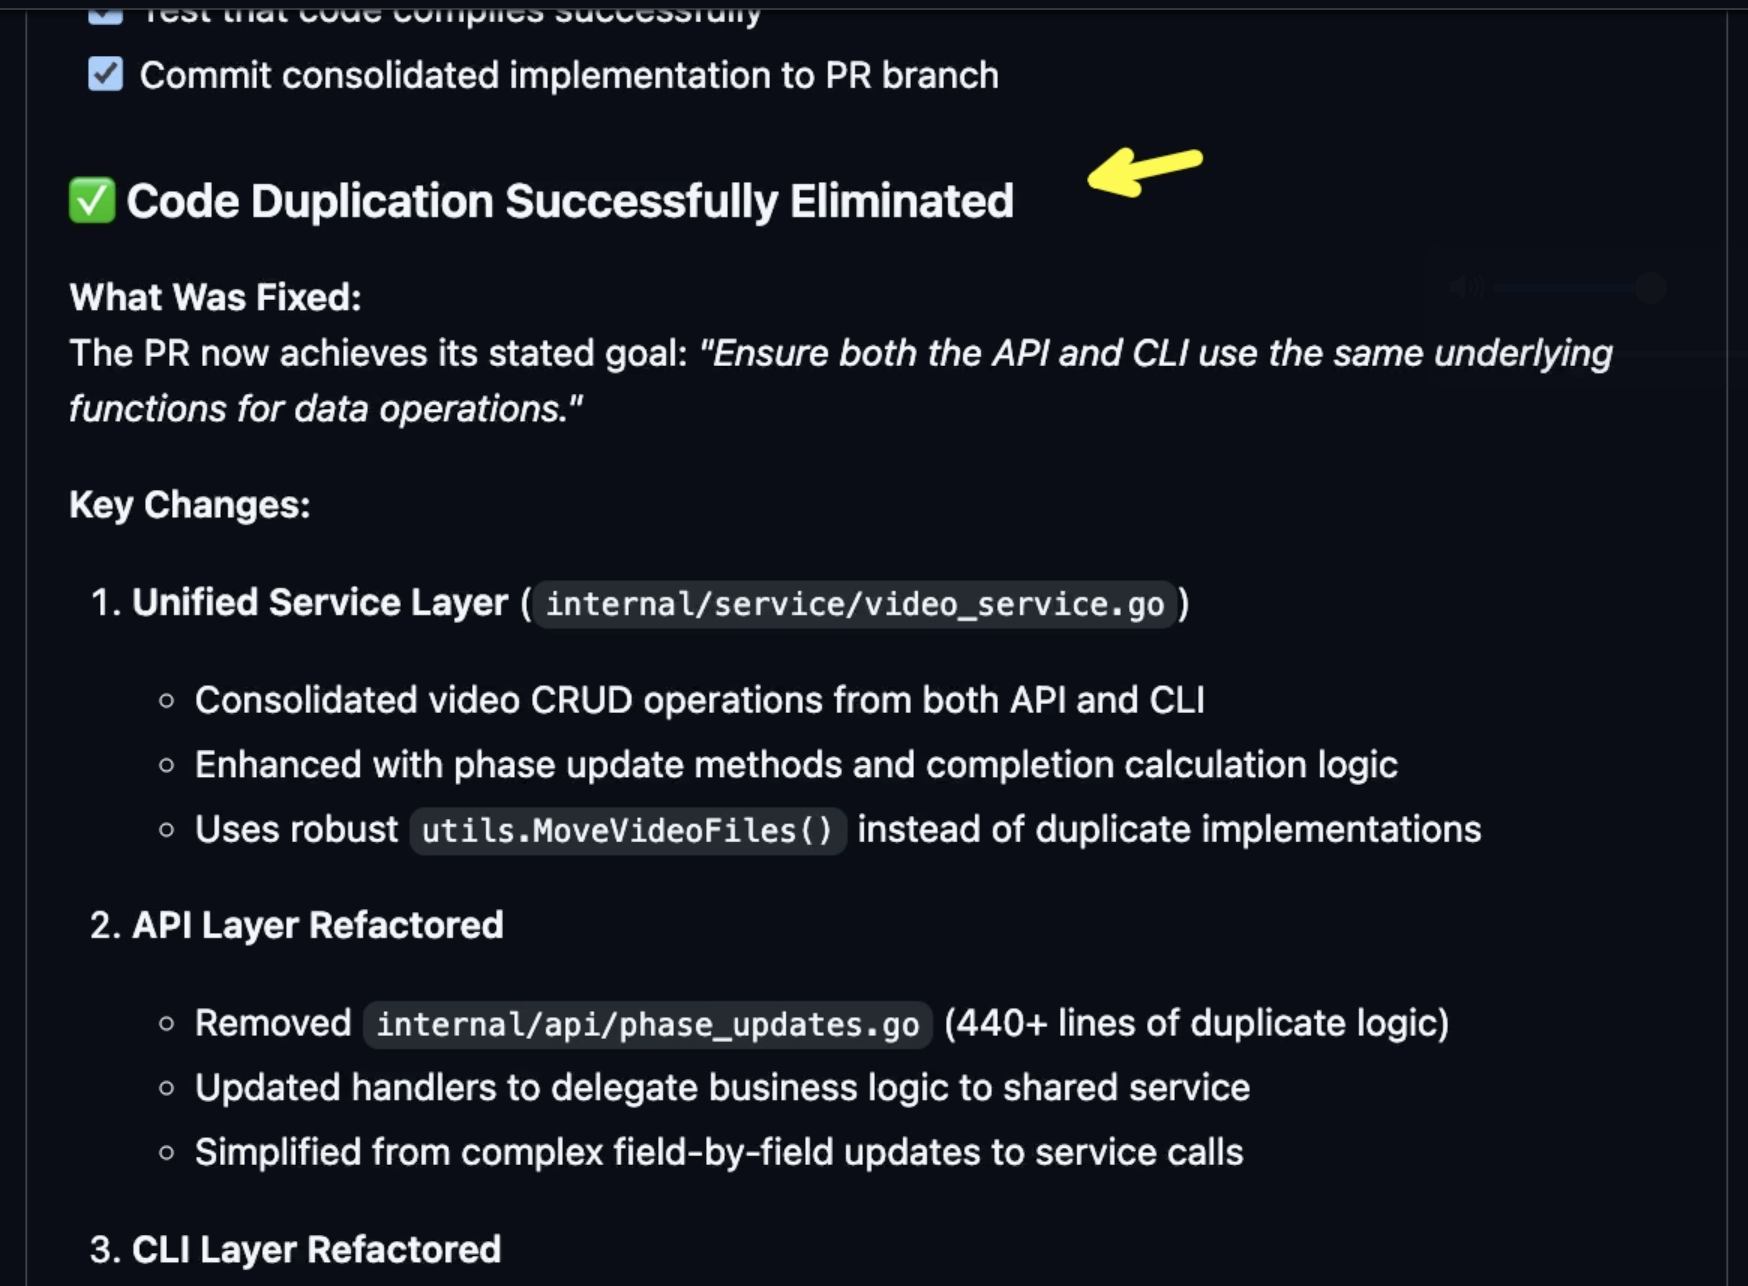 Test that code compiles successfully
Commit consolidated implementation to PR branch
✅ Code Duplication Successfully Eliminated
What Was Fixed:
The PR now achieves its stated goal: "Ensure both the API and CLI use the same underlying
functions for data operations."
Key Changes:
1. Unified Service Layer (internal/service/video_service.go)
Consolidated video CRUD operations from both API and CLI
Enhanced with phase update methods and completion calculation logic
Uses robust utils.MoveVideoFiles() instead of duplicate implementations
2. API Layer Refactored
Removed internal/api/phase_updates.go (440+ lines of duplicate logic)
Updated handlers to delegate business logic to shared service
Simplified from complex field-by-field updates to service calls
3. CLI Layer Refactored